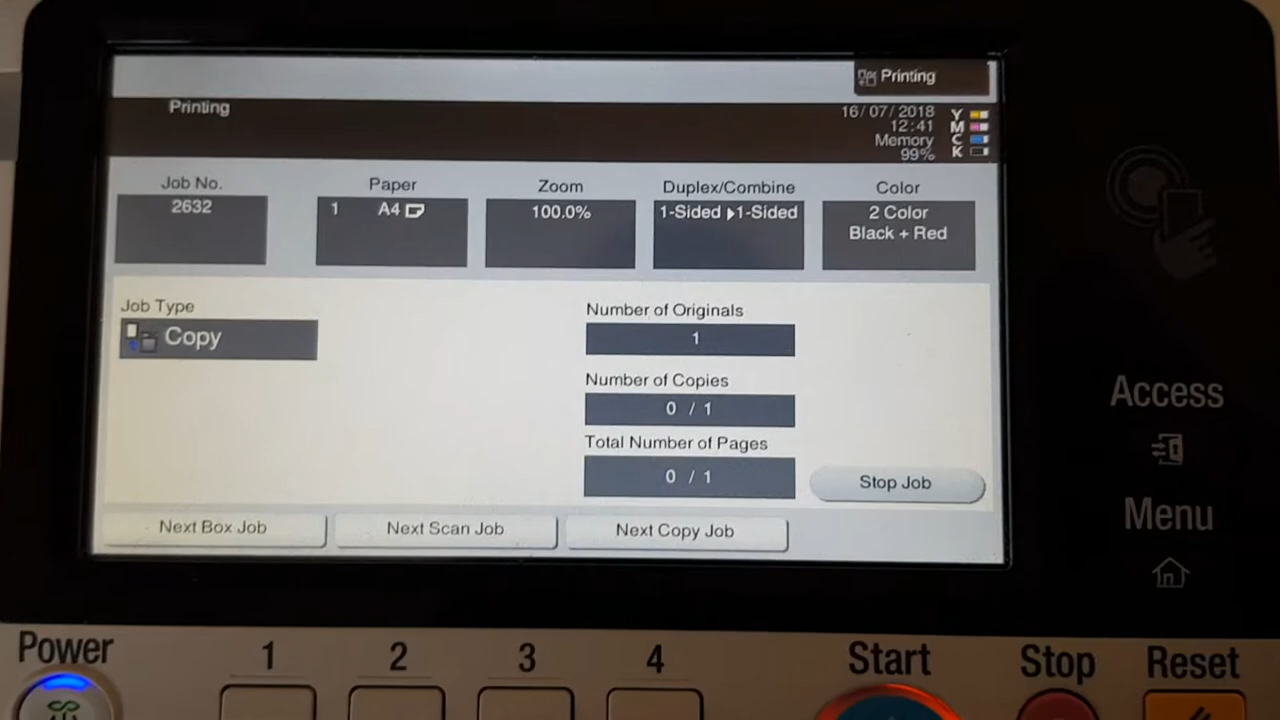 Printing
Printing
16/07/2018
12:41
Memory
99%
Y
M
C
K
Job No.
2632
Paper
1 A4
Zoom
100.0%
Duplex/Combine
1-Sided ▶1-Sided
Color
2 Color
Black + Red
Job Type
Copy
Number of Originals
1
Number of Copies
0 / 1
Total Number of Pages
0 / 1
Stop Job
Next Box Job
Next Scan Job
Next Copy Job
Access
Menu
Power
1
2
3
4
Start
Stop
Reset